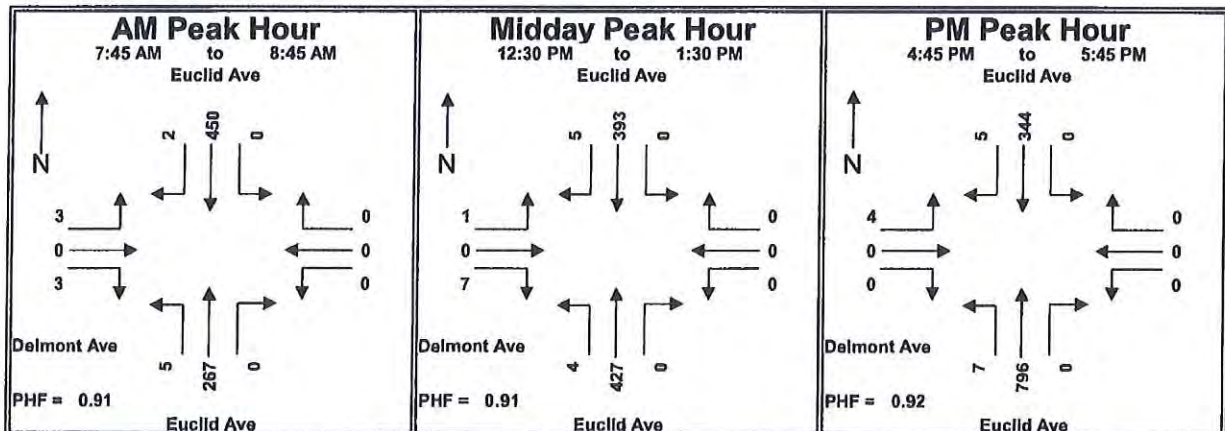 AM Peak Hour
7:45 AM to 8:45 AM
Euclid Ave
N
2 450 0
3
0
3
0
0
0
Delmont Ave
5 267 0
PHF = 0.91
Euclid Ave
Midday Peak Hour
12:30 PM to 1:30 PM
Euclid Ave
N
5 393 0
1
0
7
0
0
0
Delmont Ave
4 427 0
PHF = 0.91
Euclid Ave
PM Peak Hour
4:45 PM to 5:45 PM
Euclid Ave
N
5 344 0
4
0
0
0
0
0
Delmont Ave
7 796 0
PHF = 0.92
Euclid Ave